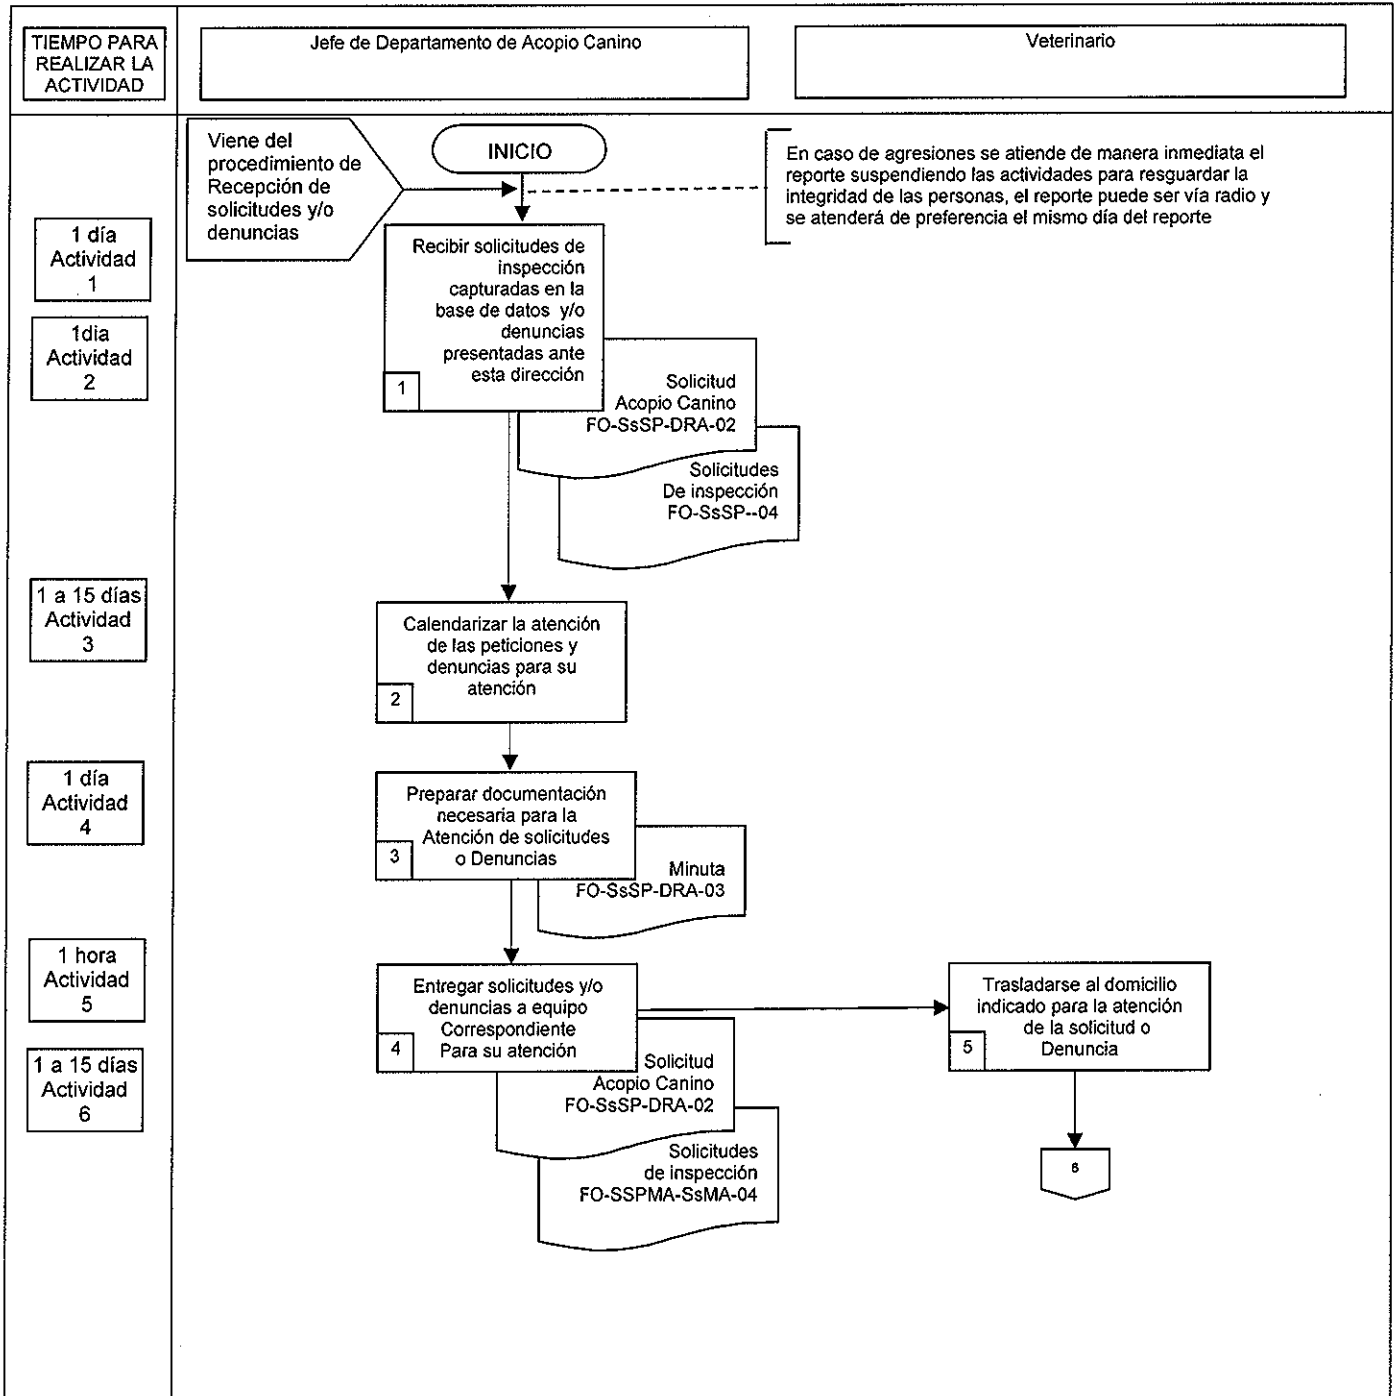 TIEMPO PARA
REALIZAR LA
ACTIVIDAD
Jefe de Departamento de Acopio Canino
Veterinario
Viene del
procedimiento de
Recepción de
solicitudes y/o
denuncias
INICIO
En caso de agresiones se atiende de manera inmediata el
reporte suspendiendo las actividades para resguardar la
integridad de las personas, el reporte puede ser vía radio y
se atenderá de preferencia el mismo día del reporte
1 día
Actividad
1
Recibir solicitudes de
inspección
capturadas en la
base de datos y/o
denuncias
presentadas ante
esta dirección
1
1dia
Actividad
2
Solicitud
Acopio Canino
FO-SsSP-DRA-02
Solicitudes
De inspección
FO-SsSP--04
1 a 15 días
Actividad
3
Calendarizar la atención
de las peticiones y
denuncias para su
atención
2
1 día
Actividad
4
Preparar documentación
necesaria para la
Atención de solicitudes
o Denuncias
3
Minuta
FO-SsSP-DRA-03
1 hora
Actividad
5
Entregar solicitudes y/o
denuncias a equipo
Correspondiente
Para su atención
4
Trasladarse al domicilio
indicado para la atención
de la solicitud o
Denuncia
5
1 a 15 días
Actividad
6
Solicitud
Acopio Canino
FO-SsSP-DRA-02
Solicitudes
de inspección
FO-SSPMA-SsMA-04
6